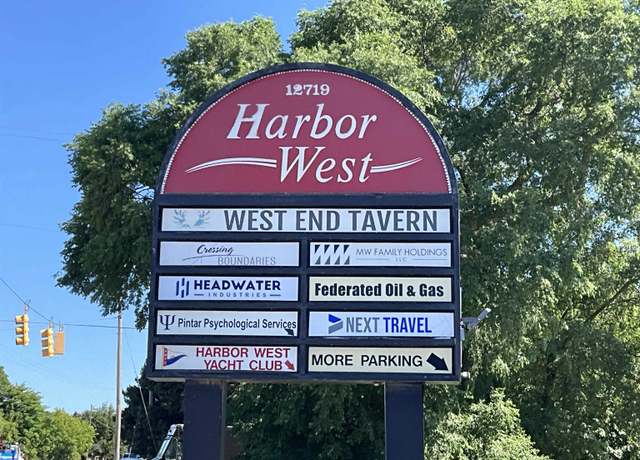 12719
Harbor
West
WEST END TAVERN
Crossing
BOUNDARIES
MW FAMILY HOLDINGS
LLC
HEADWATER
INDUSTRIES
Federated Oil & Gas
Pintar Psychological Services
NEXT TRAVEL
HARBOR WEST
YACHT CLUB
MORE PARKING